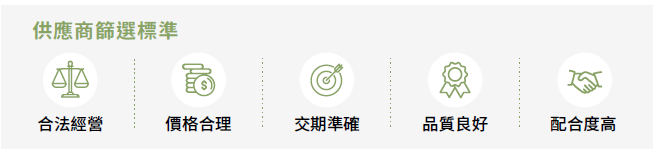 供應商篩選標準
合法經營
價格合理
交期準確
品質良好
配合度高